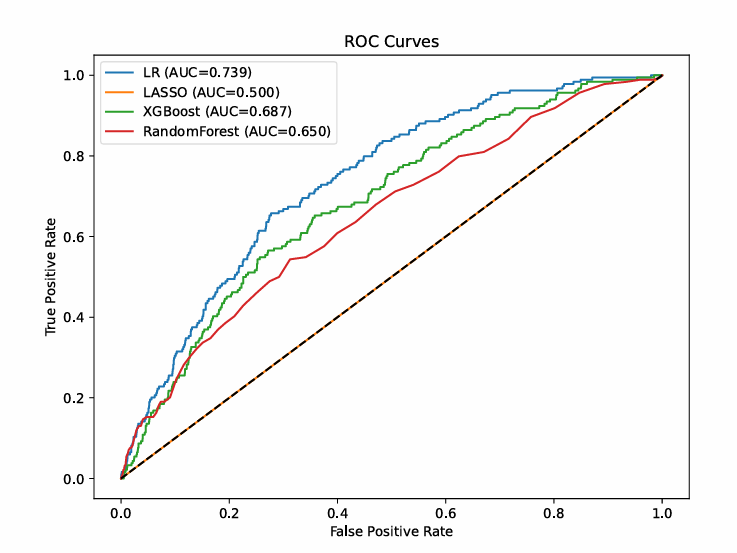 ROC Curves
LR (AUC=0.739)
LASSO (AUC=0.500)
XGBoost (AUC=0.687)
RandomForest (AUC=0.650)
True Positive Rate
1.0
0.8
0.6
0.4
0.2
0.0
0.0 0.2 0.4 0.6 0.8 1.0
False Positive Rate